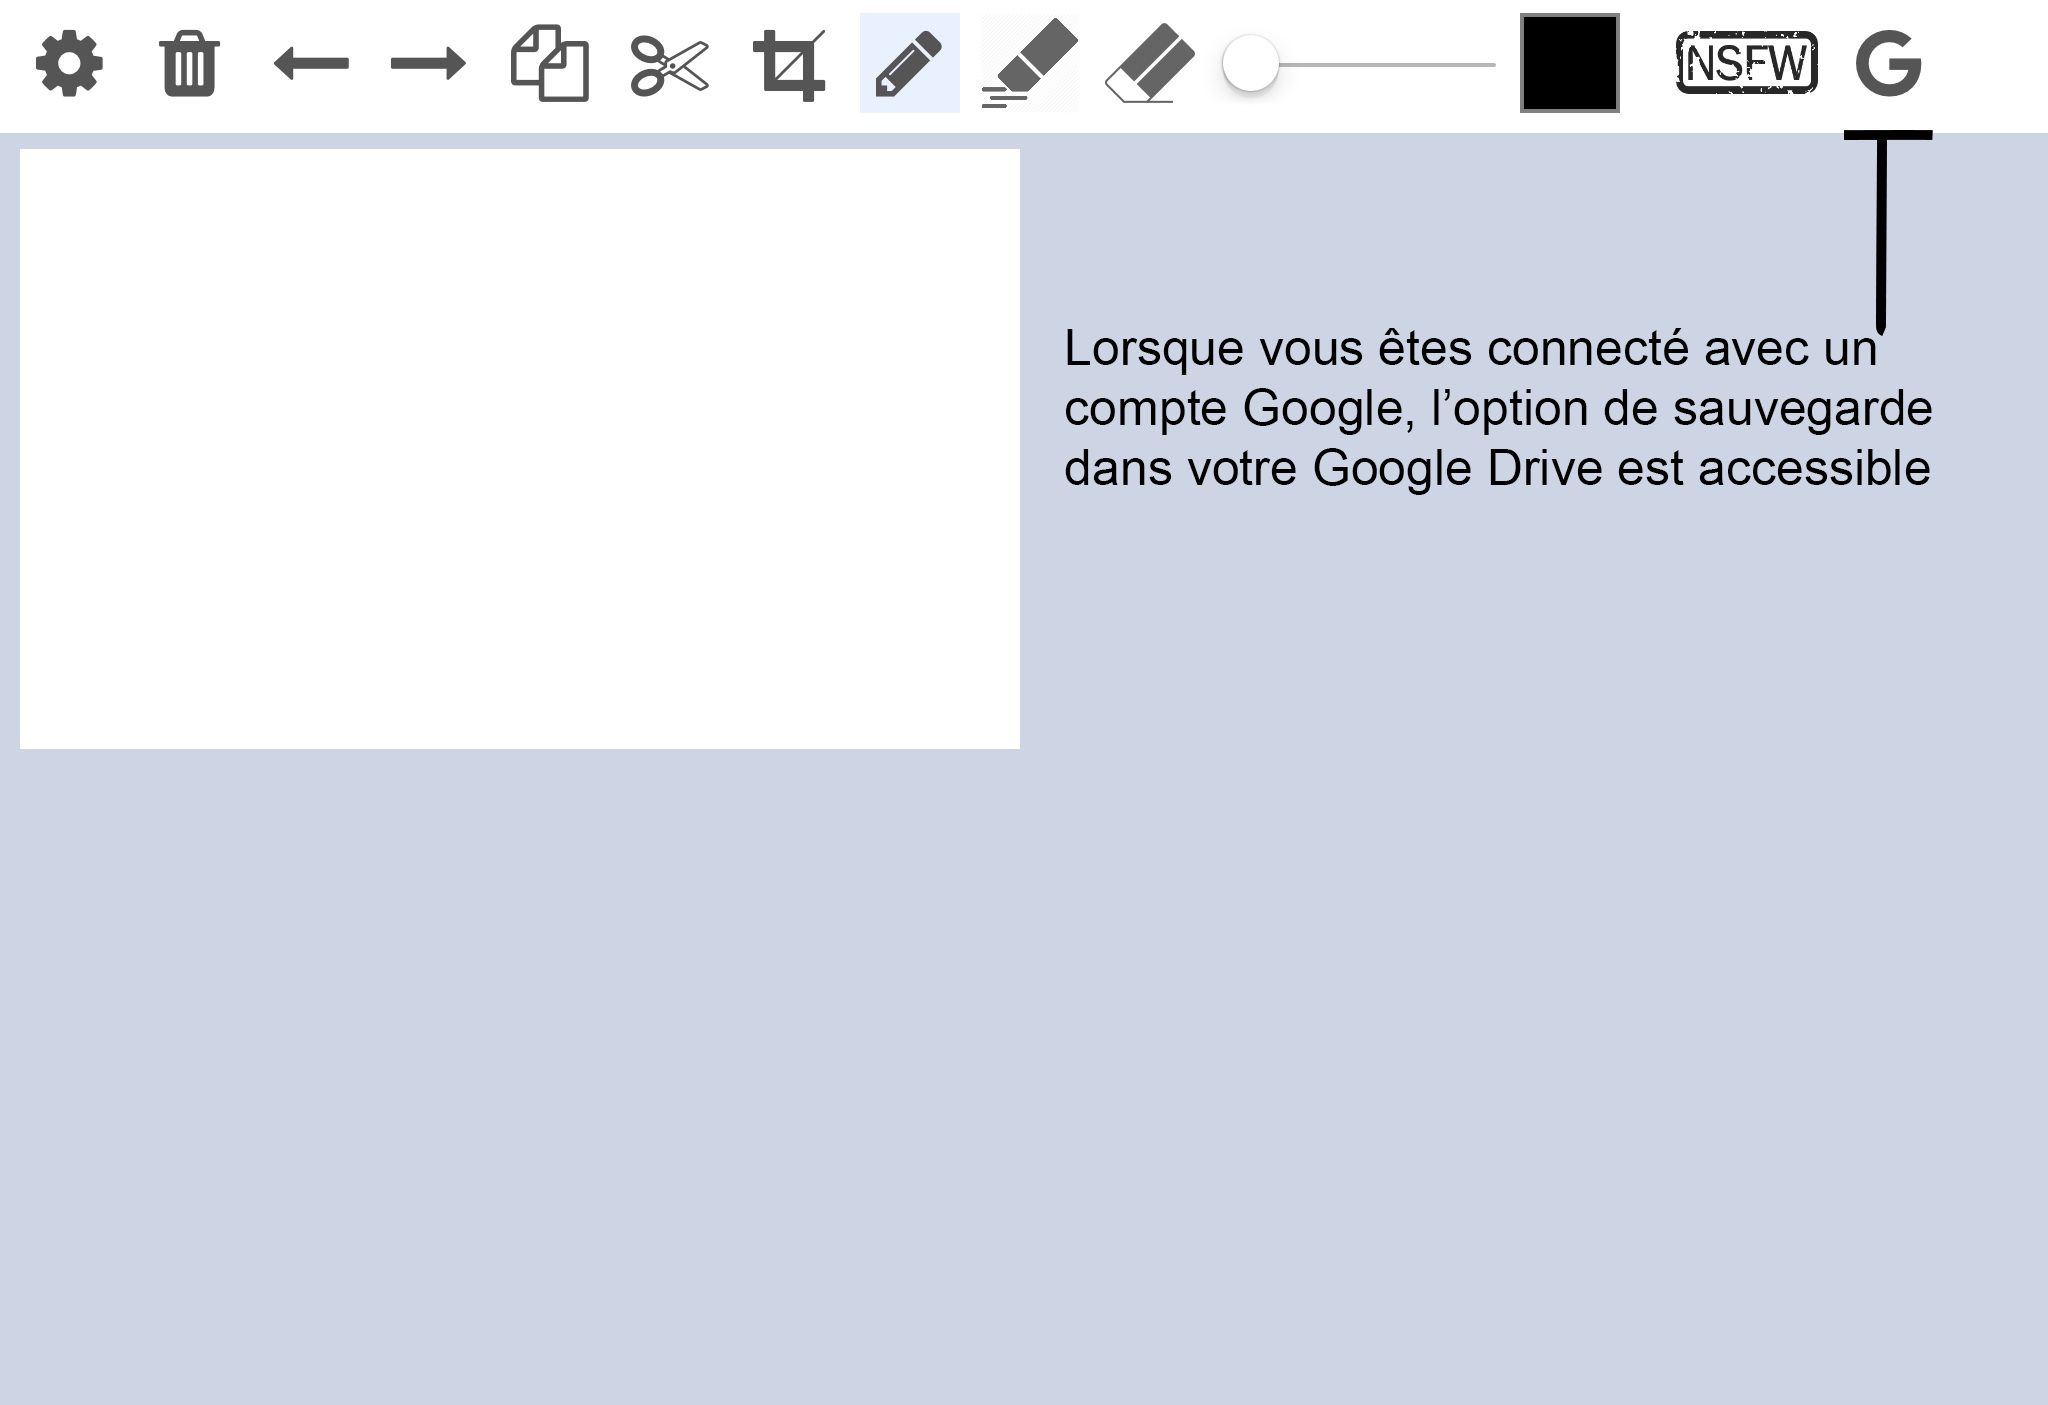 NSFW
G
Lorsque vous êtes connecté avec un
compte Google, l’option de sauvegarde
dans votre Google Drive est accessible